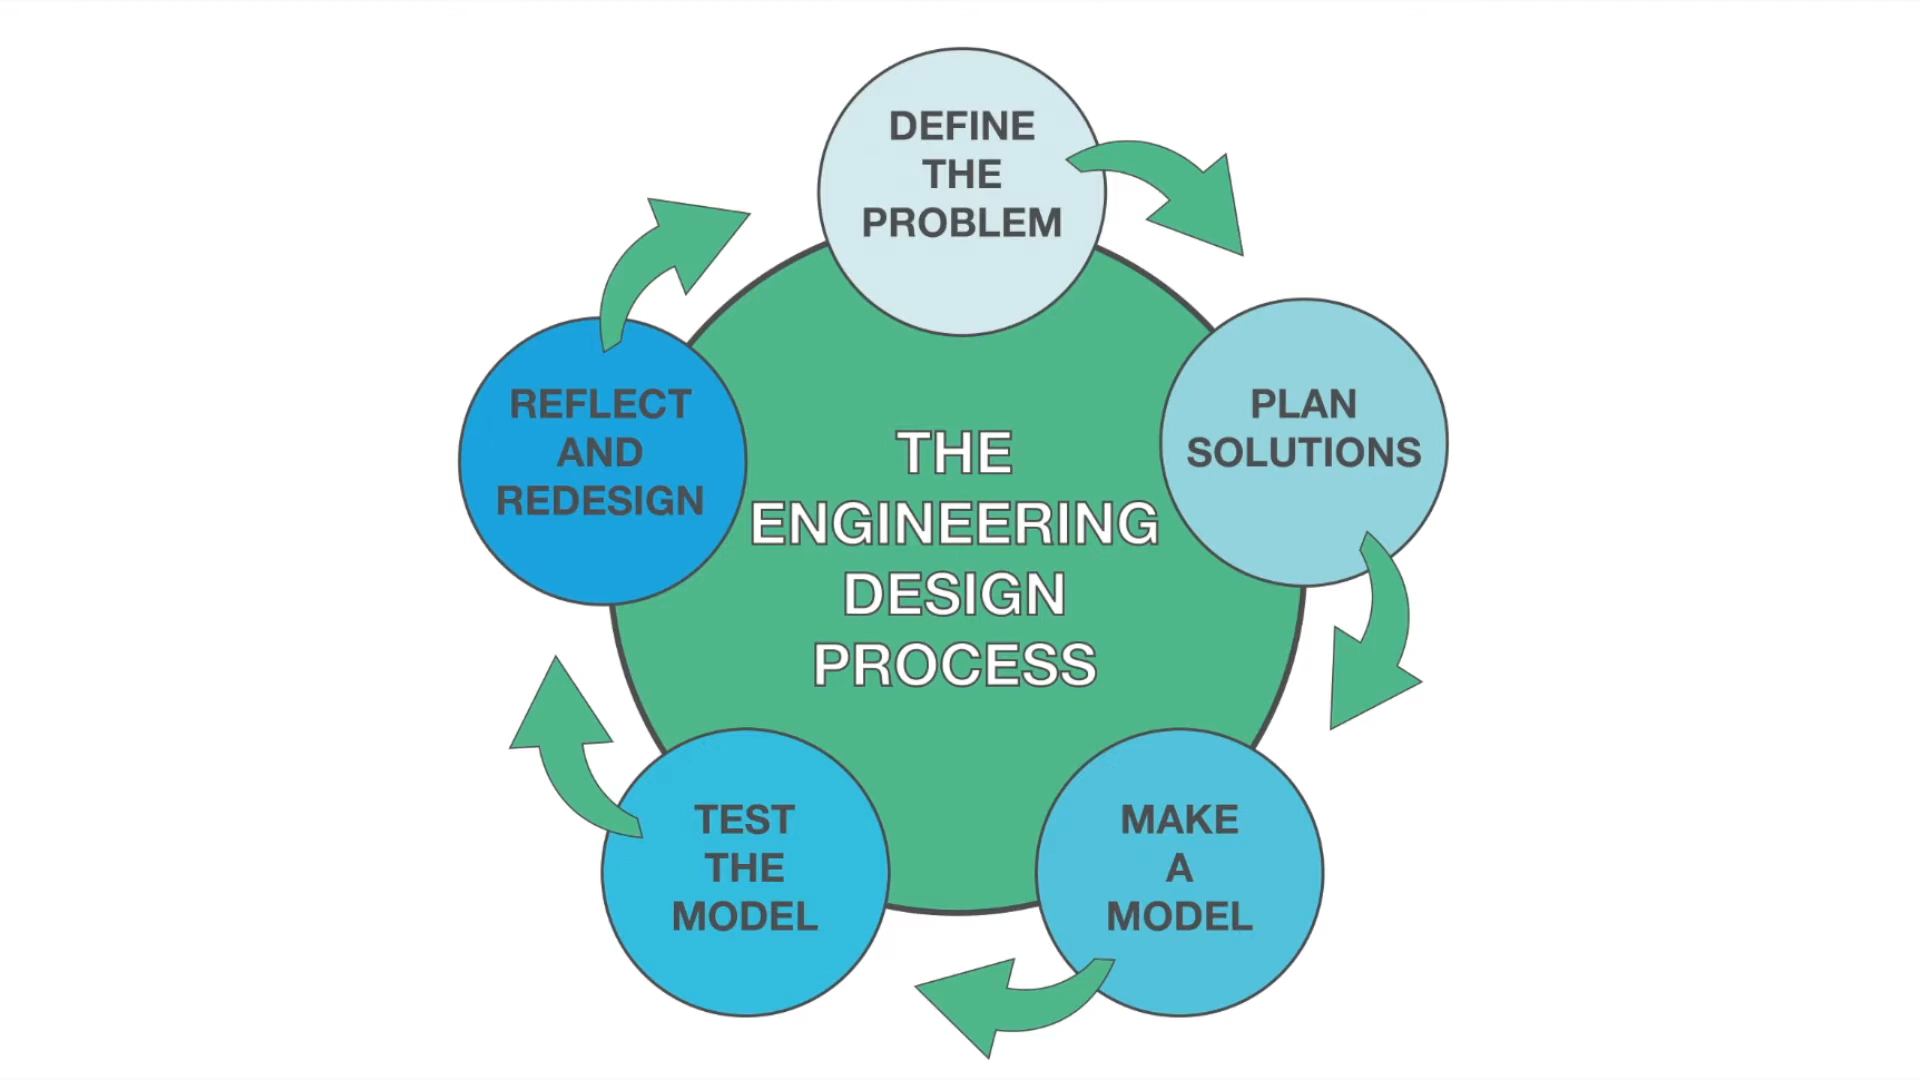 DEFINE
THE
PROBLEM
PLAN
SOLUTIONS
MAKE
A
MODEL
TEST
THE
MODEL
REFLECT
AND
REDESIGN
THE
ENGINEERING
DESIGN
PROCESS